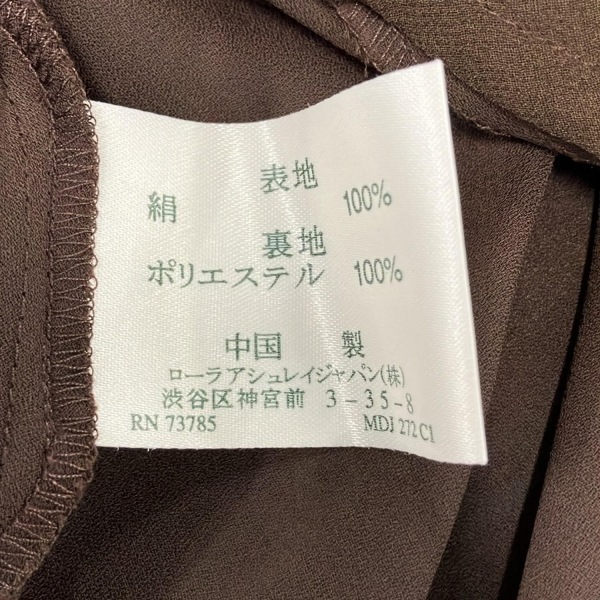 表地
絹 100%
裏地
ポリエステル 100%
中国 製
ローラアシュレイジャパン(株)
渋谷区神宮前 3-35-8
RN 73785 MDJ 272 C1